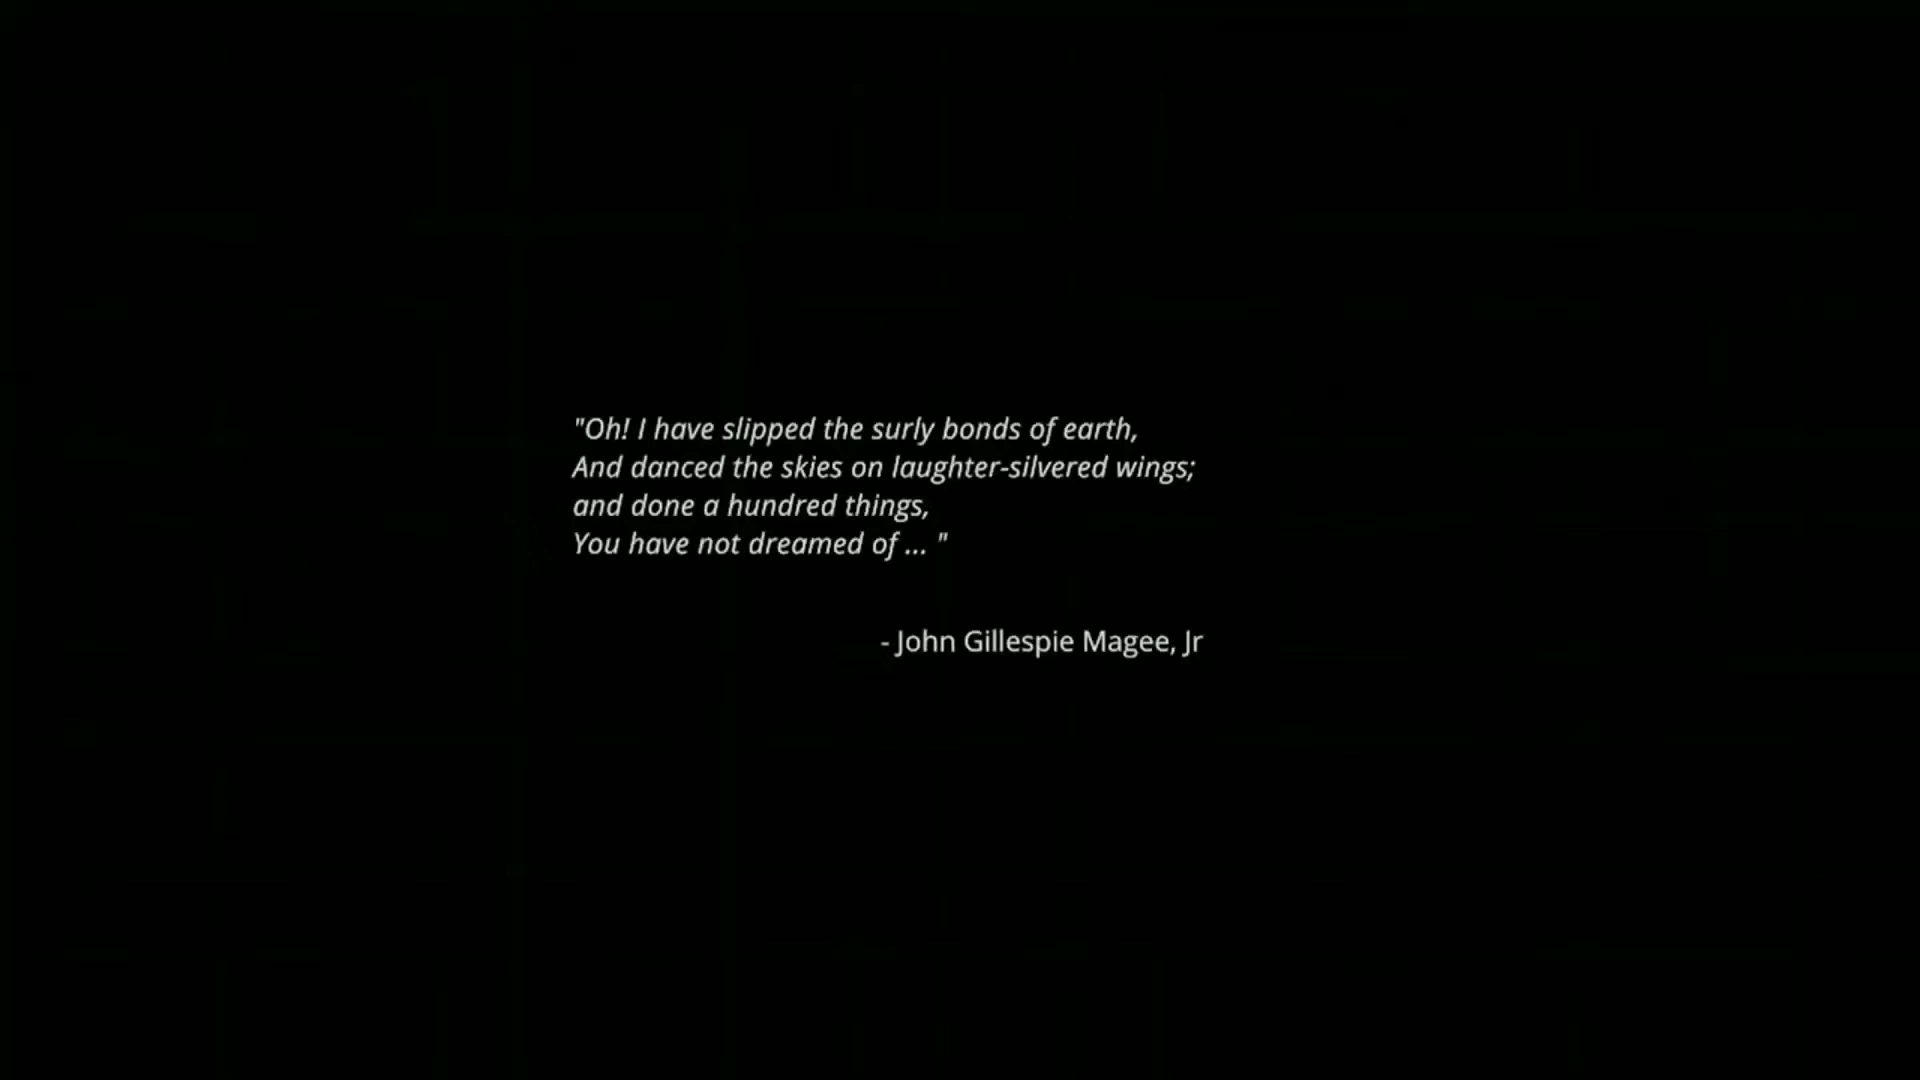 "Oh! I have slipped the surly bonds of earth,
And danced the skies on laughter-silvered wings;
and done a hundred things,
You have not dreamed of ... "
- John Gillespie Magee, Jr